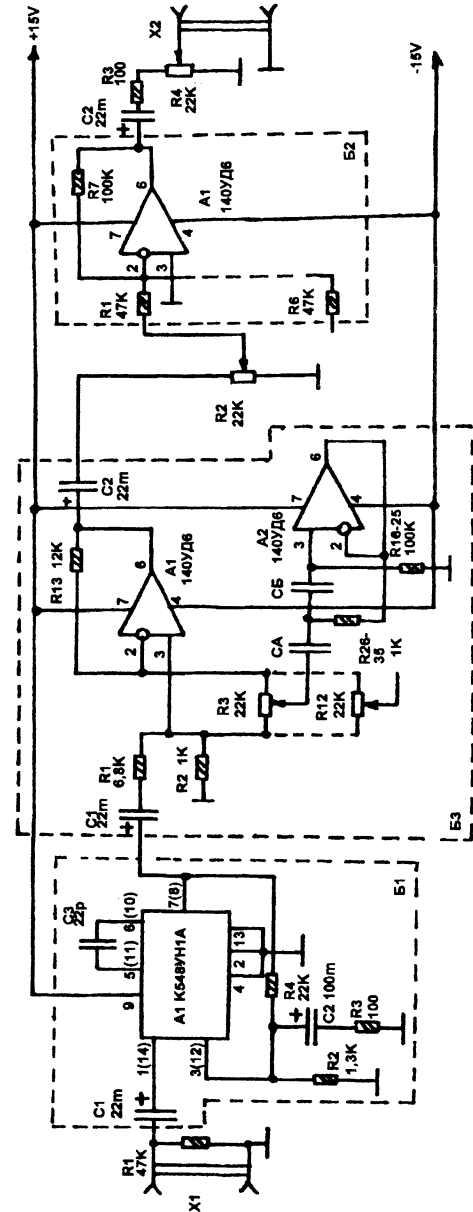 X1
R1
47K
C1
22m
1(14)
3(12)
9
5(11)
6(10)
C3
22p
A1 К548УН1А
7(8)
4
2
13
R4
22K
C2 100m
R3
100
R2
1,3K
Б1
C1
22m
R1
6,8K
R2 1K
R3
22K
R12
22K
R13 12K
2
3
7
4
6
A1
140УД6
C2
22m
CA
СБ
R26-
35
1K
R16-25
100K
A2
140УД6
3
2
7
4
6
Б3
R2
22K
R1
47K
R6
47K
R7
100K
2
3
7
4
6
A1
140УД6
Б2
C2
22m
R3
100
R4
22K
X2
+15V
-15V